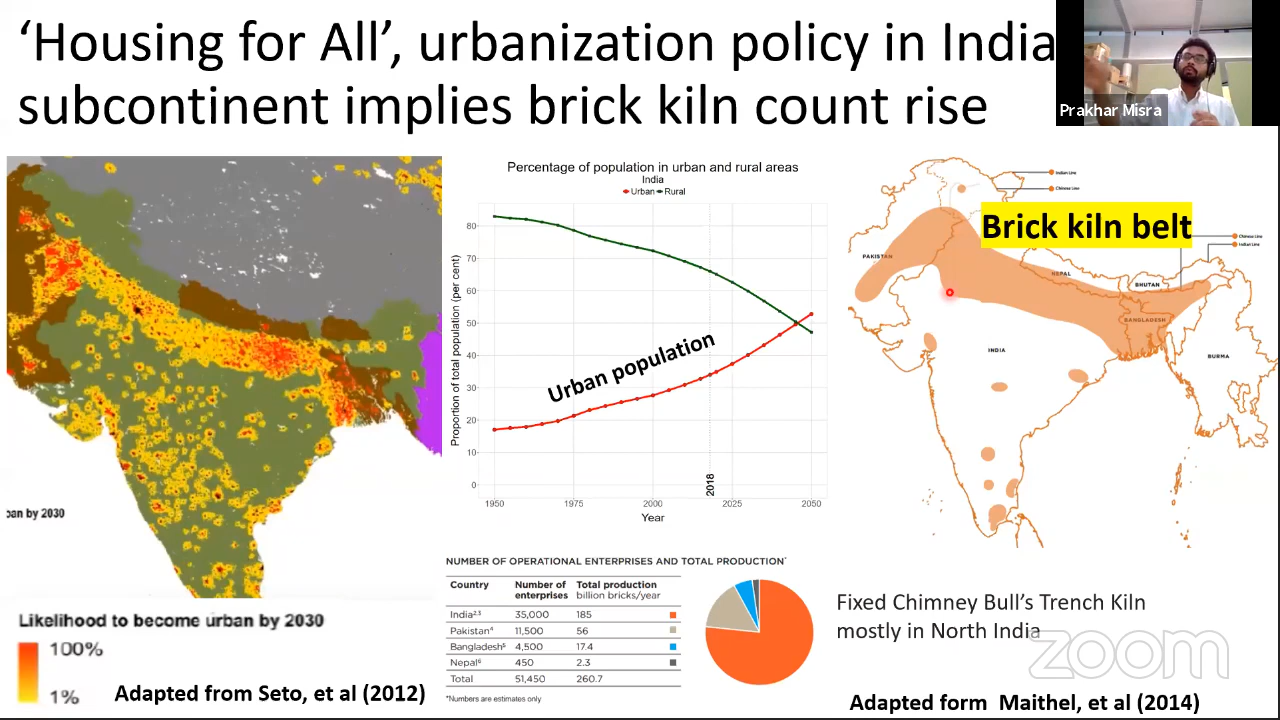 ‘Housing for All’, urbanization policy in India
subcontinent implies brick kiln count rise
Prakhar Misra
an by 2030
Likelihood to become urban by 2030
100%
1%
Adapted from Seto, et al (2012)
Percentage of population in urban and rural areas
India
Urban Rural
Proportion of total population (per cent)
80
70
60
50
40
30
20
10
0
Urban population
2018
1950 1975 2000 2025 2050
Year
NUMBER OF OPERATIONAL ENTERPRISES AND TOTAL PRODUCTION*
Country Number of enterprises Total production billion bricks/year
India2,3 35,000 185
Pakistan4 11,500 56
Bangladesh5 4,500 17.4
Nepal6 450 2.3
Total 51,450 260.7
*Numbers are estimates only
Indian Line
Chinese Line
Brick kiln belt
Chinese Line
Indian Line
PAKISTAN
NEPAL
BHUTAN
BANGLADESH
INDIA
BURMA
Fixed Chimney Bull’s Trench Kiln
mostly in North India
zoom
Adapted form Maithel, et al (2014)